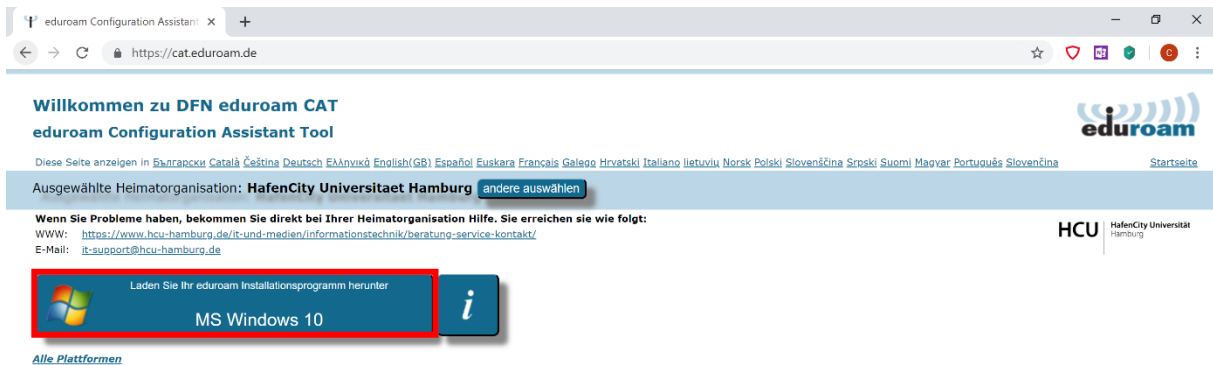 eduroam Configuration Assistant
https://cat.eduroam.de
C
Willkommen zu DFN eduroam CAT
eduroam Configuration Assistant Tool
eduroam
Diese Seite anzeigen in Български Català Čeština Deutsch Ελληνικά English(GB) Español Euskara Français Galego Hrvatski Italiano lietuvių Norsk Polski Slovenščina Srpski Suomi Magyar Português Slovenčina Startseite
Ausgewählte Heimatorganisation: HafenCity Universitaet Hamburg andere auswählen
Wenn Sie Probleme haben, bekommen Sie direkt bei Ihrer Heimatorganisation Hilfe. Sie erreichen sie wie folgt:
WWW: https://www.hcu-hamburg.de/it-und-medien/informationstechnik/beratung-service-kontakt/
E-Mail: it-support@hcu-hamburg.de
HCU HafenCity Universität
Hamburg
Laden Sie Ihr eduroam Installationsprogramm herunter
MS Windows 10
i
Alle Plattformen